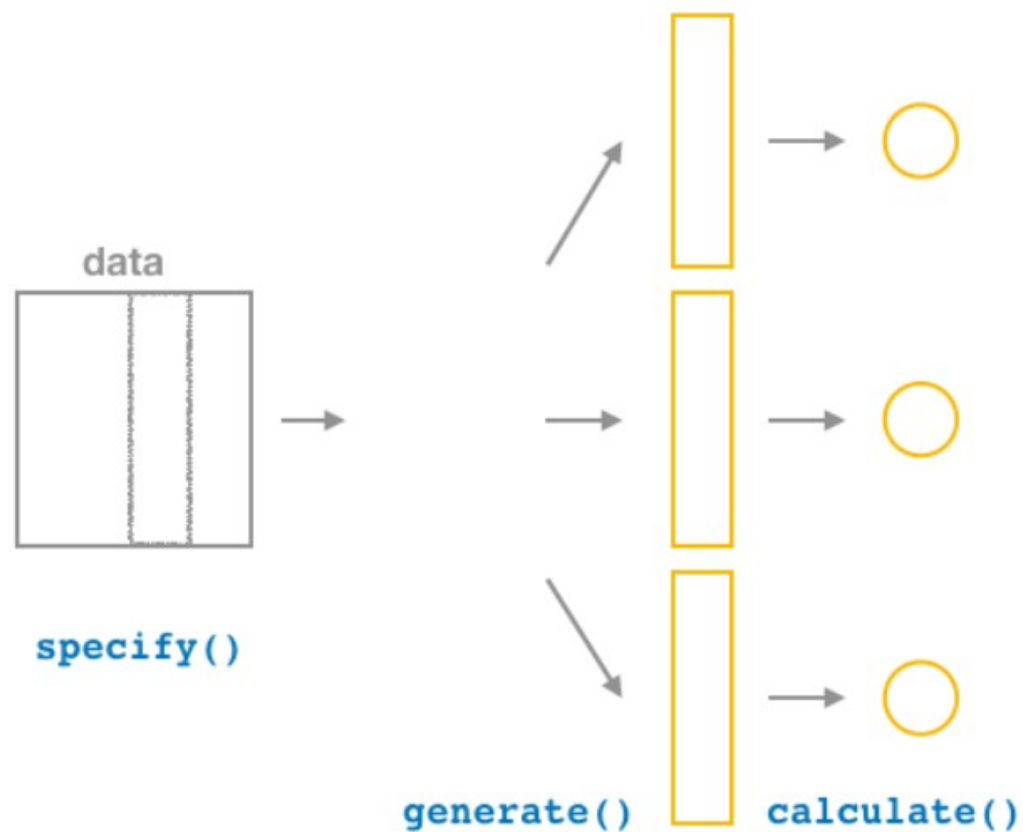 data
specify()
generate()
calculate()